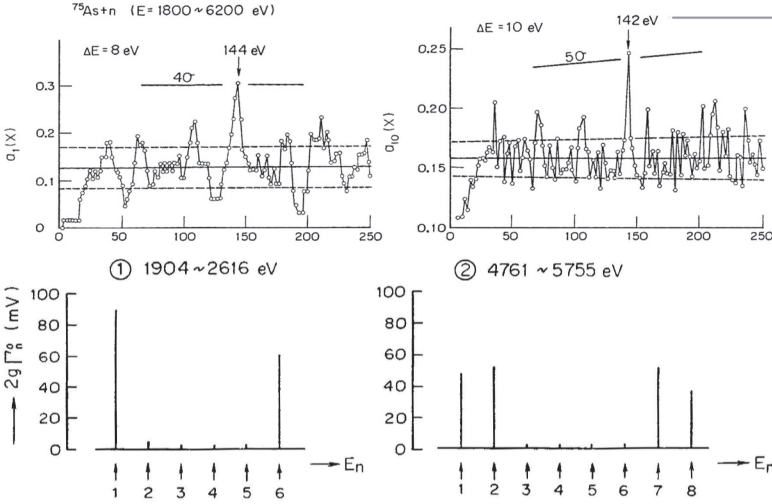 ⁷⁵As+n (E=1800~6200 eV)
ΔE = 8 eV
144 eV
4σ
a₁(X)
0.3
0.2
0.1
0
0 50 100 150 200 250
ΔE = 10 eV
142 eV
5σ
a₁₀(X)
0.25
0.20
0.15
0.10
0 50 100 150 200 250
① 1904~2616 eV
→ 2gΓₙ⁰ (mV)
100
80
60
40
20
0
→ Eₙ
1 2 3 4 5 6
② 4761~5755 eV
100
80
60
40
20
0
→ Eₙ
1 2 3 4 5 6 7 8